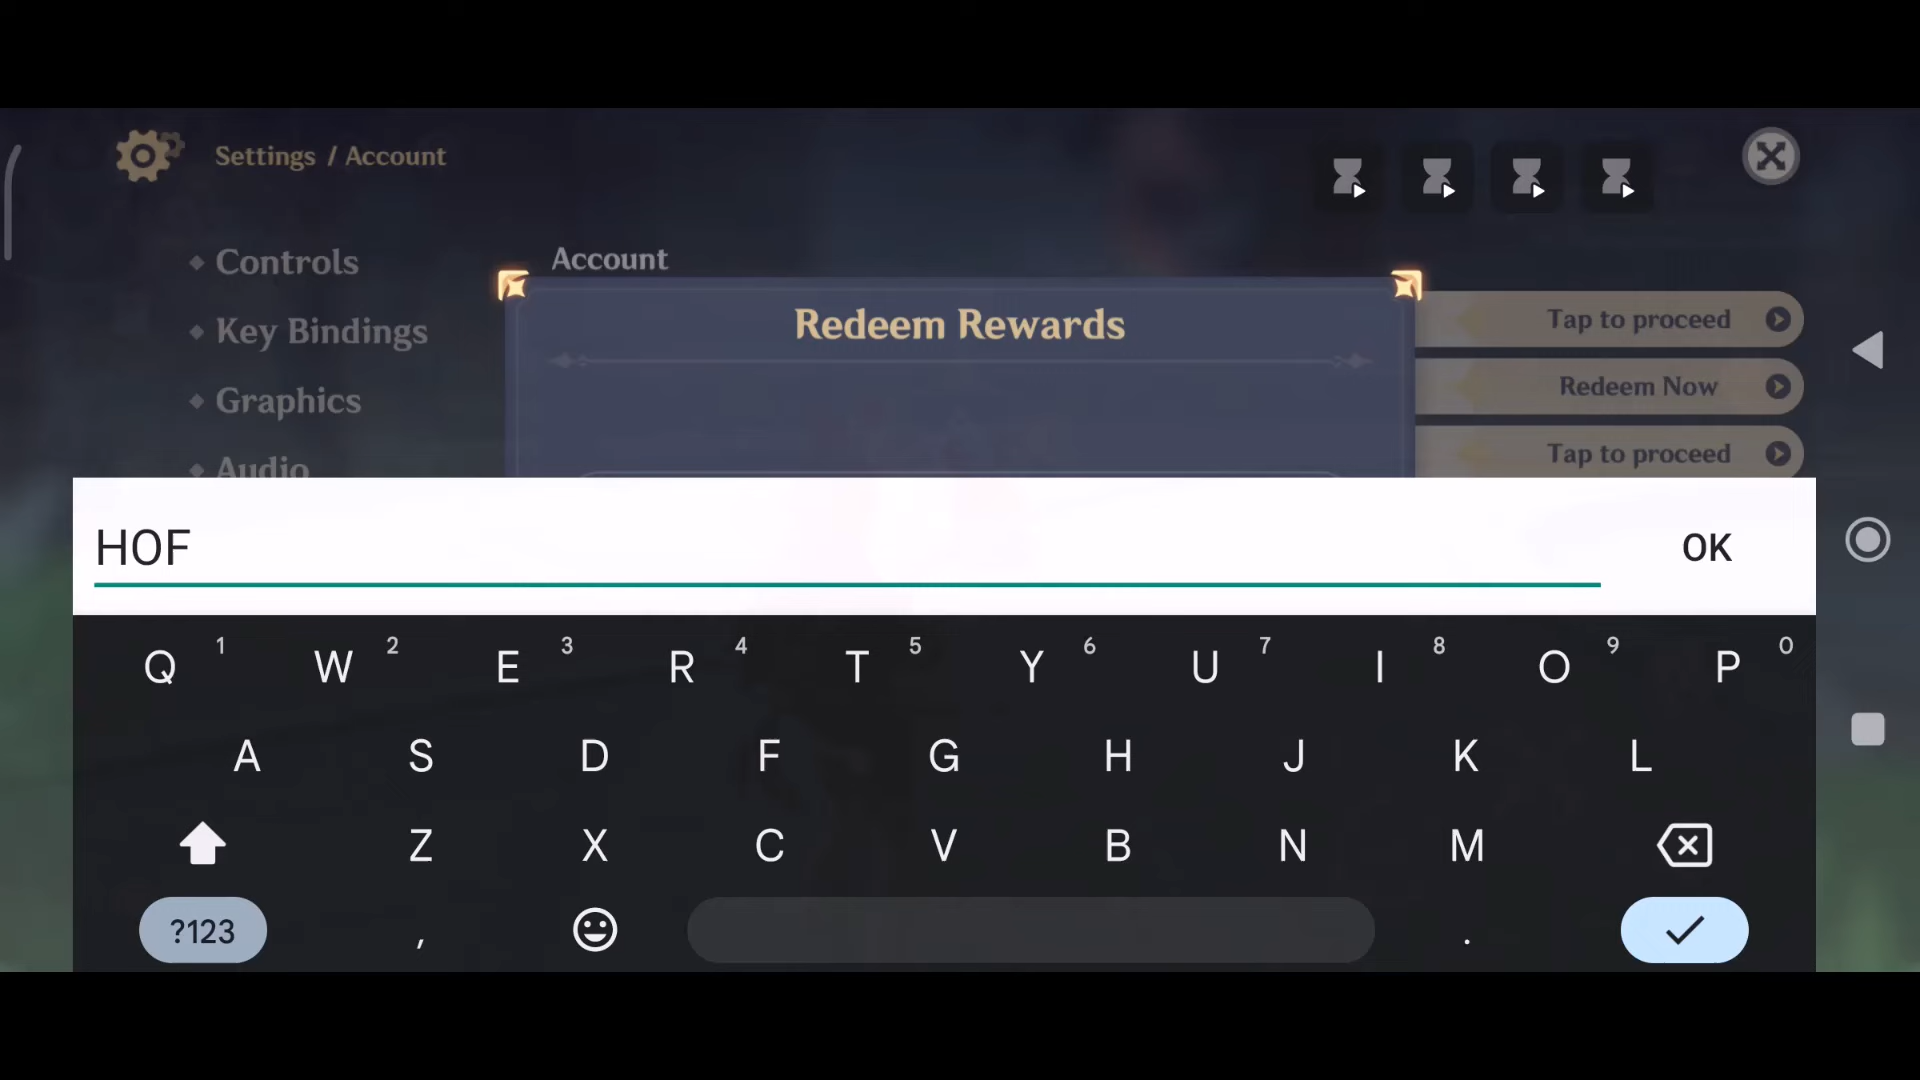 Settings / Account
Controls
Account
Key Bindings
Redeem Rewards
Tap to proceed
Graphics
Redeem Now
Audio
Tap to proceed
HOF
OK
Q 1 W 2 E 3 R 4 T 5 Y 6 U 7 I 8 O 9 P 0
A S D F G H J K L
Z X C V B N M
?123 , .